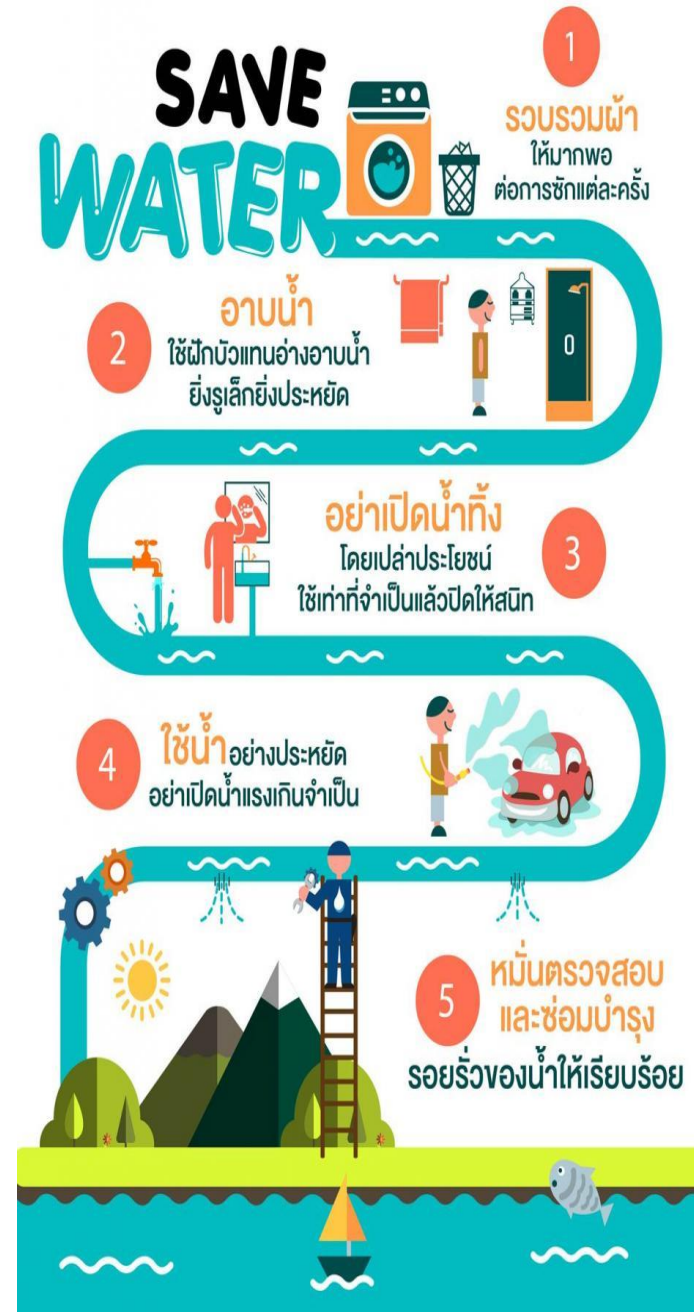 SAVE
WATER
1
รวบรวมผ้า
ให้มากพอ
ต่อการซักแต่ละครั้ง
2
อาบน้ำ
ใช้ฝักบัวแทนอ่างอาบน้ำ
ยิ่งรูเล็กยิ่งประหยัด
อย่าเปิดน้ำทิ้ง
โดยเปล่าประโยชน์
ใช้เท่าที่จำเป็นแล้วปิดให้สนิท
3
4
ใช้น้ำอย่างประหยัด
อย่าเปิดน้ำแรงเกินจำเป็น
5
หมั่นตรวจสอบ
และซ่อมบำรุง
รอยรั่วของน้ำให้เรียบร้อย